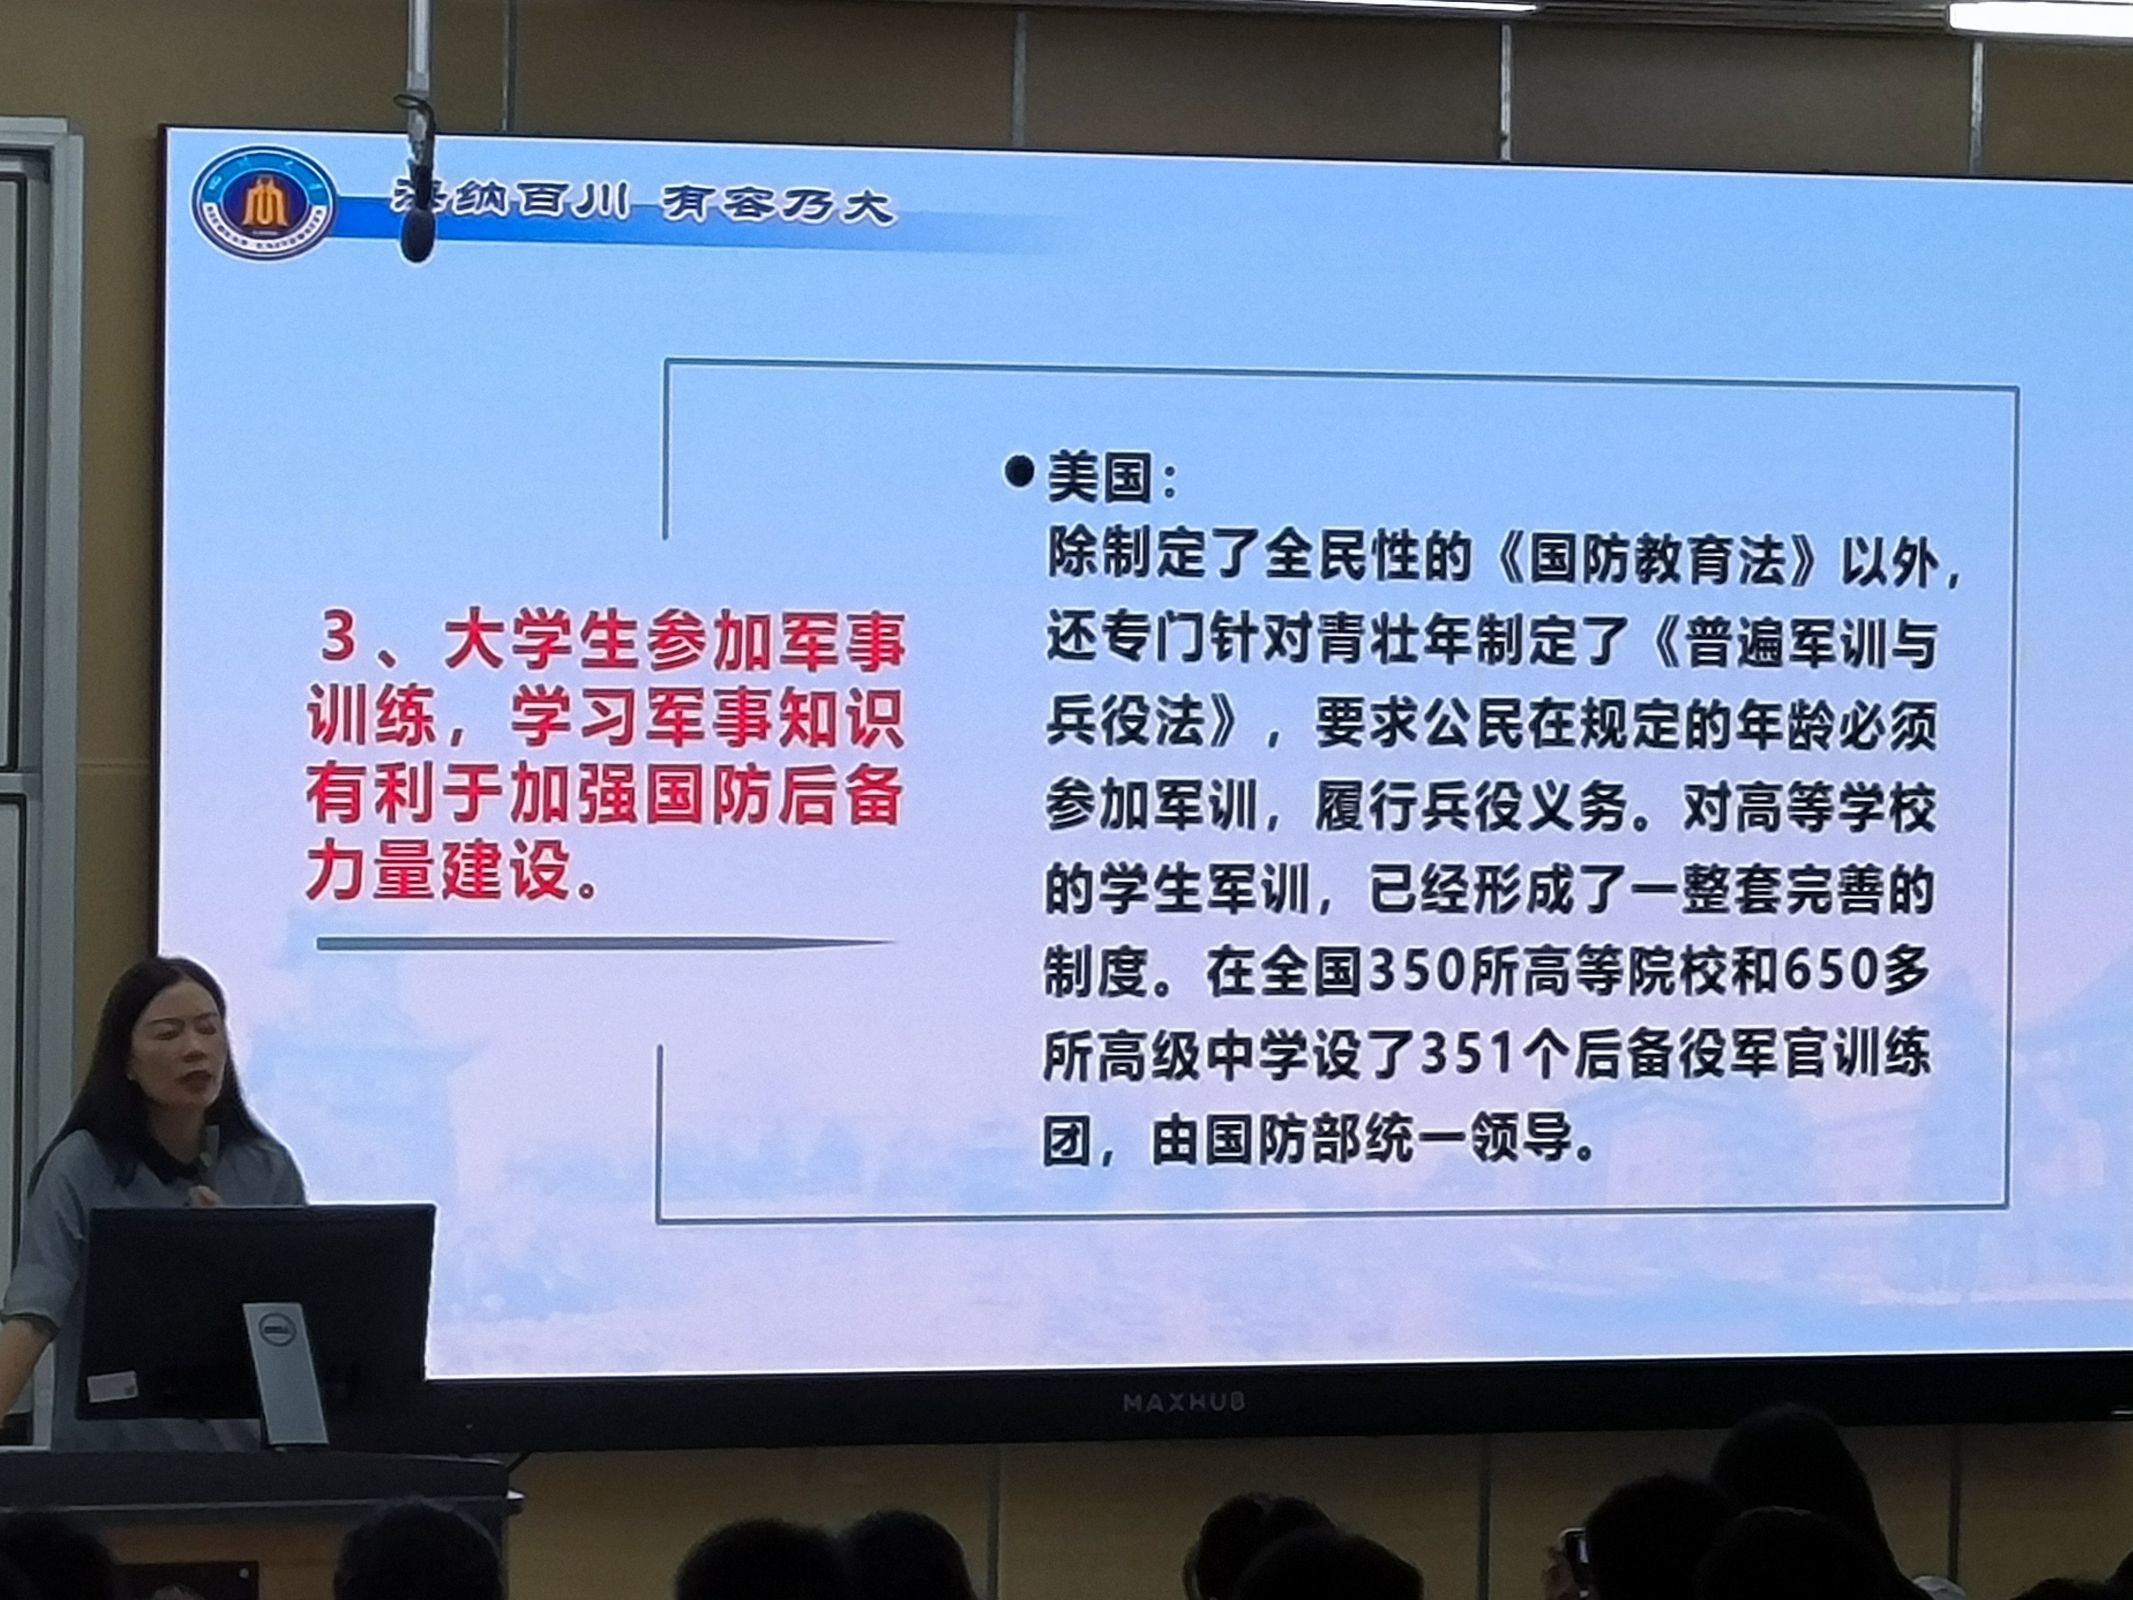 海纳百川 有容乃大
3、大学生参加军事
训练，学习军事知识
有利于加强国防后备
力量建设。
●美国：
除制定了全民性的《国防教育法》以外，
还专门针对青壮年制定了《普遍军训与
兵役法》，要求公民在规定的年龄必须
参加军训，履行兵役义务。对高等学校
的学生军训，已经形成了一整套完善的
制度。在全国350所高等院校和650多
所高级中学设了351个后备役军官训练
团，由国防部统一领导。
DELL
MAXHUB